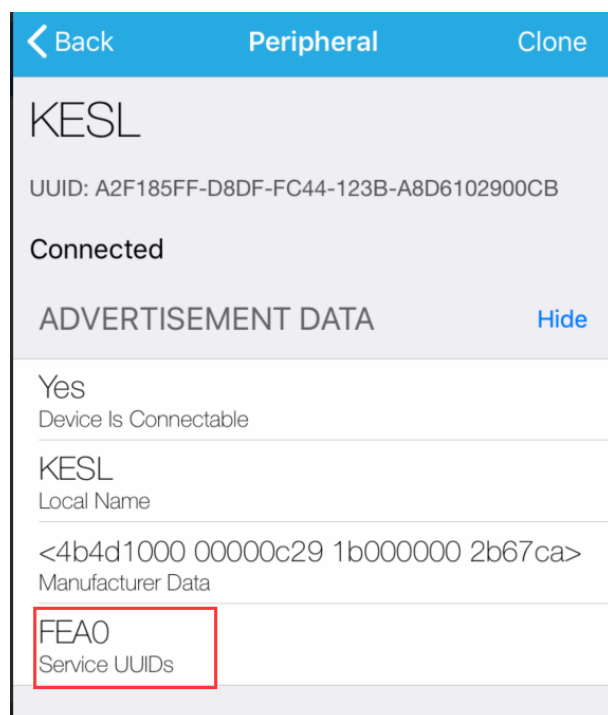 Back Peripheral Clone
KESL
UUID: A2F185FF-D8DF-FC44-123B-A8D6102900CB
Connected
ADVERTISEMENT DATA Hide
Yes
Device Is Connectable
KESL
Local Name
<4b4d1000 00000c29 1b000000 2b67ca>
Manufacturer Data
FEA0
Service UUIDs